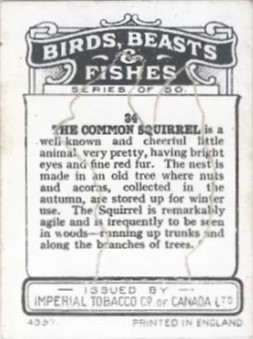 BIRDS, BEASTS
&
FISHES
SERIES OF 50.
34
THE COMMON SQUIRREL is a
well-known and cheerful little
animal, very pretty, having bright
eyes and fine red fur. The nest is
made in an old tree where nuts
and acorns, collected in the
autumn, are stored up for winter
use. The Squirrel is remarkably
agile and is frequently to be seen
in woods—running up trunks and
along the branches of trees.
ISSUED BY
IMPERIAL TOBACCO Co OF CANADA LTD
PRINTED IN ENGLAND